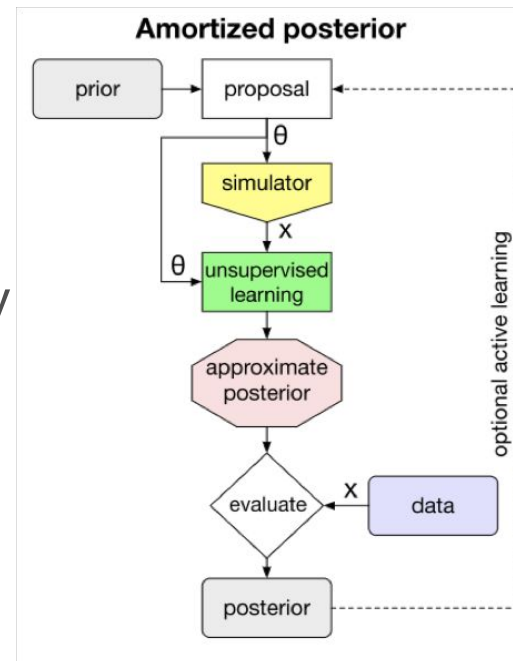 Amortized posterior
prior
proposal
θ
simulator
x
θ
unsupervised
learning
approximate
posterior
optional active learning
evaluate
x
data
posterior